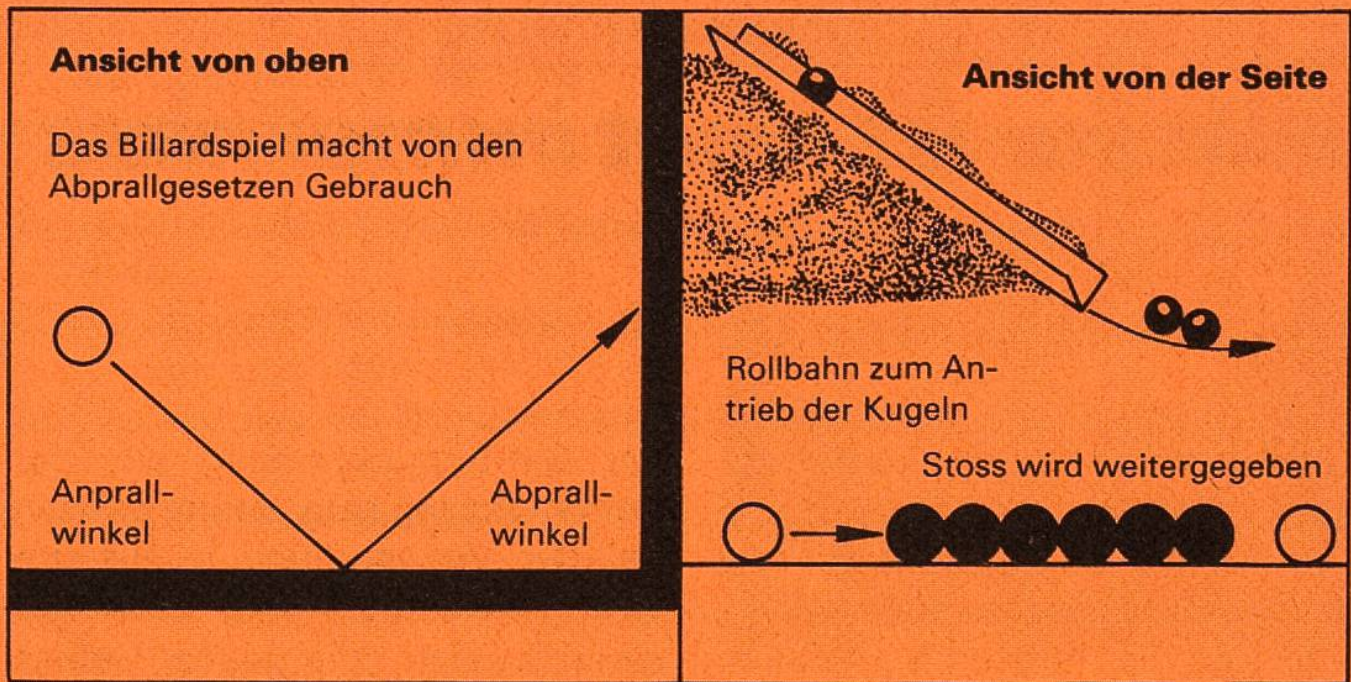 Ansicht von oben
Das Billardspiel macht von den
Abprallgesetzen Gebrauch
Anprall-
winkel
Abprall-
winkel
Ansicht von der Seite
Rollbahn zum An-
trieb der Kugeln
Stoss wird weitergegeben